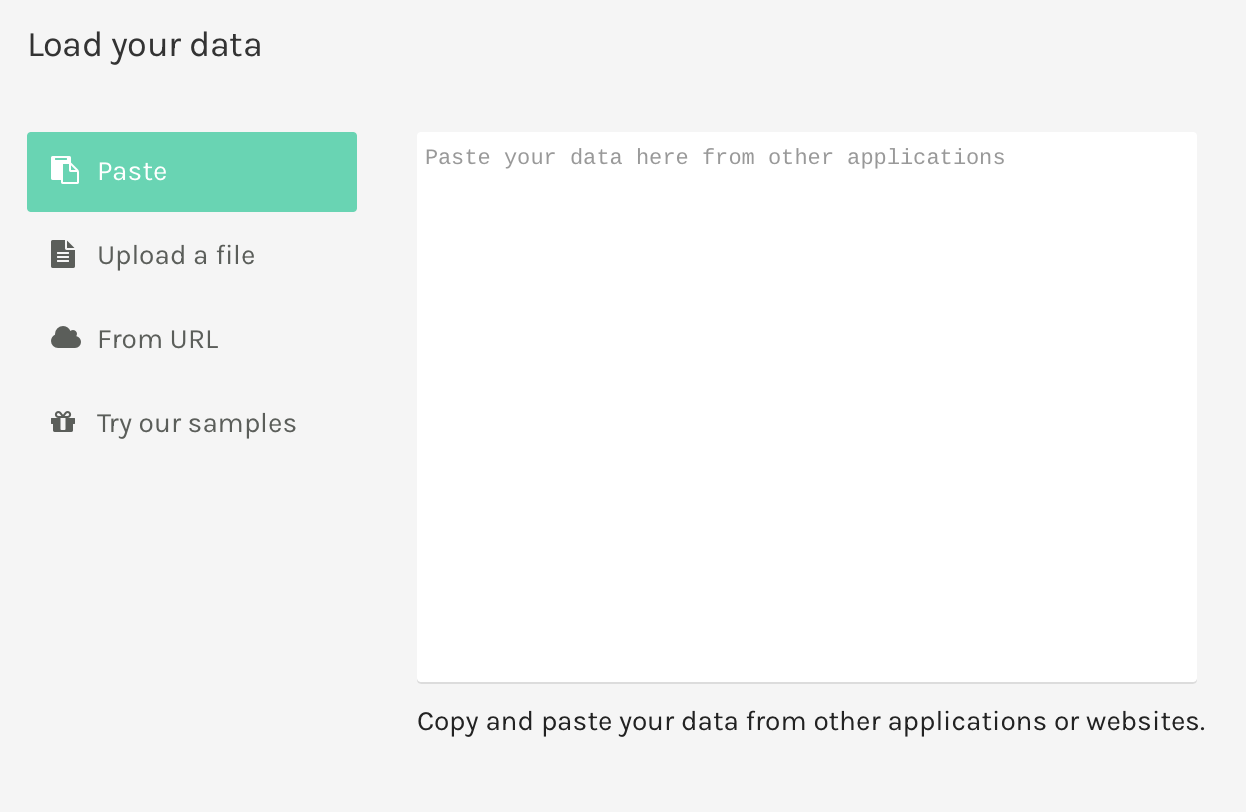 Load your data
Paste
Upload a file
From URL
Try our samples
Paste your data here from other applications
Copy and paste your data from other applications or websites.